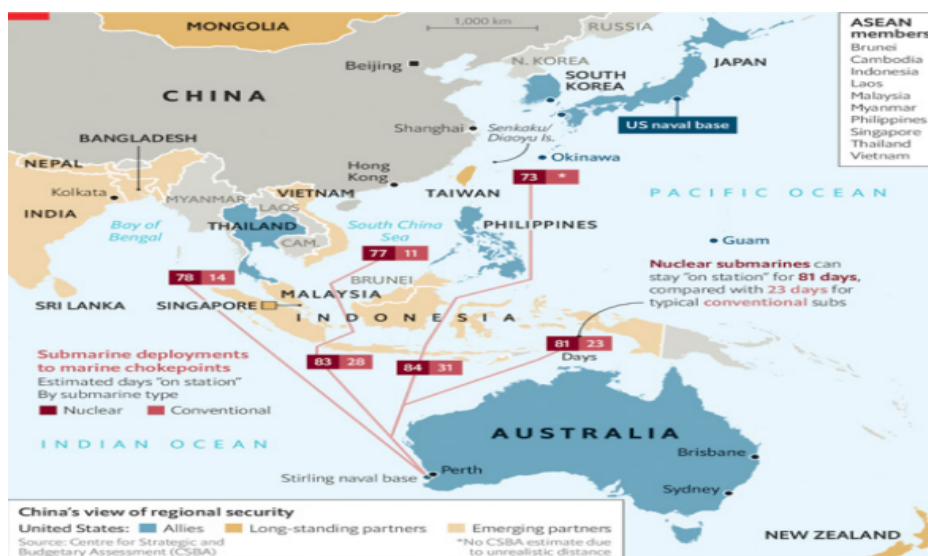 MONGOLIA
1,000 km
RUSSIA
ASEAN
members
Brunei
Cambodia
Indonesia
Laos
Malaysia
Myanmar
Philippines
Singapore
Thailand
Vietnam
Beijing
N. KOREA
SOUTH
KOREA
JAPAN
CHINA
US naval base
BANGLADESH
Shanghai
Senkaku/
Diaoyu Is.
NEPAL
Okinawa
Kolkata
Hong
Kong
TAIWAN
73 *
PACIFIC OCEAN
INDIA
MYANMAR
LAOS
VIETNAM
Bay of
Bengal
THAILAND
South China
Sea
PHILIPPINES
CAM.
Guam
77 11
78 14
BRUNEI
Nuclear submarines can
stay "on station" for 81 days,
compared with 23 days for
typical conventional subs
SRI LANKA
SINGAPORE
MALAYSIA
INDONESIA
81 23
Days
83 28
84 31
Submarine deployments
to marine chokepoints
Estimated days "on station"
By submarine type
Nuclear Conventional
INDIAN OCEAN
AUSTRALIA
Brisbane
Perth
Stirling naval base
Sydney
NEW ZEALAND
China's view of regional security
United States: Allies Long-standing partners Emerging partners
Source: Centre for Strategic and
Budgetary Assessment (CSBA)
*No CSBA estimate due
to unrealistic distance